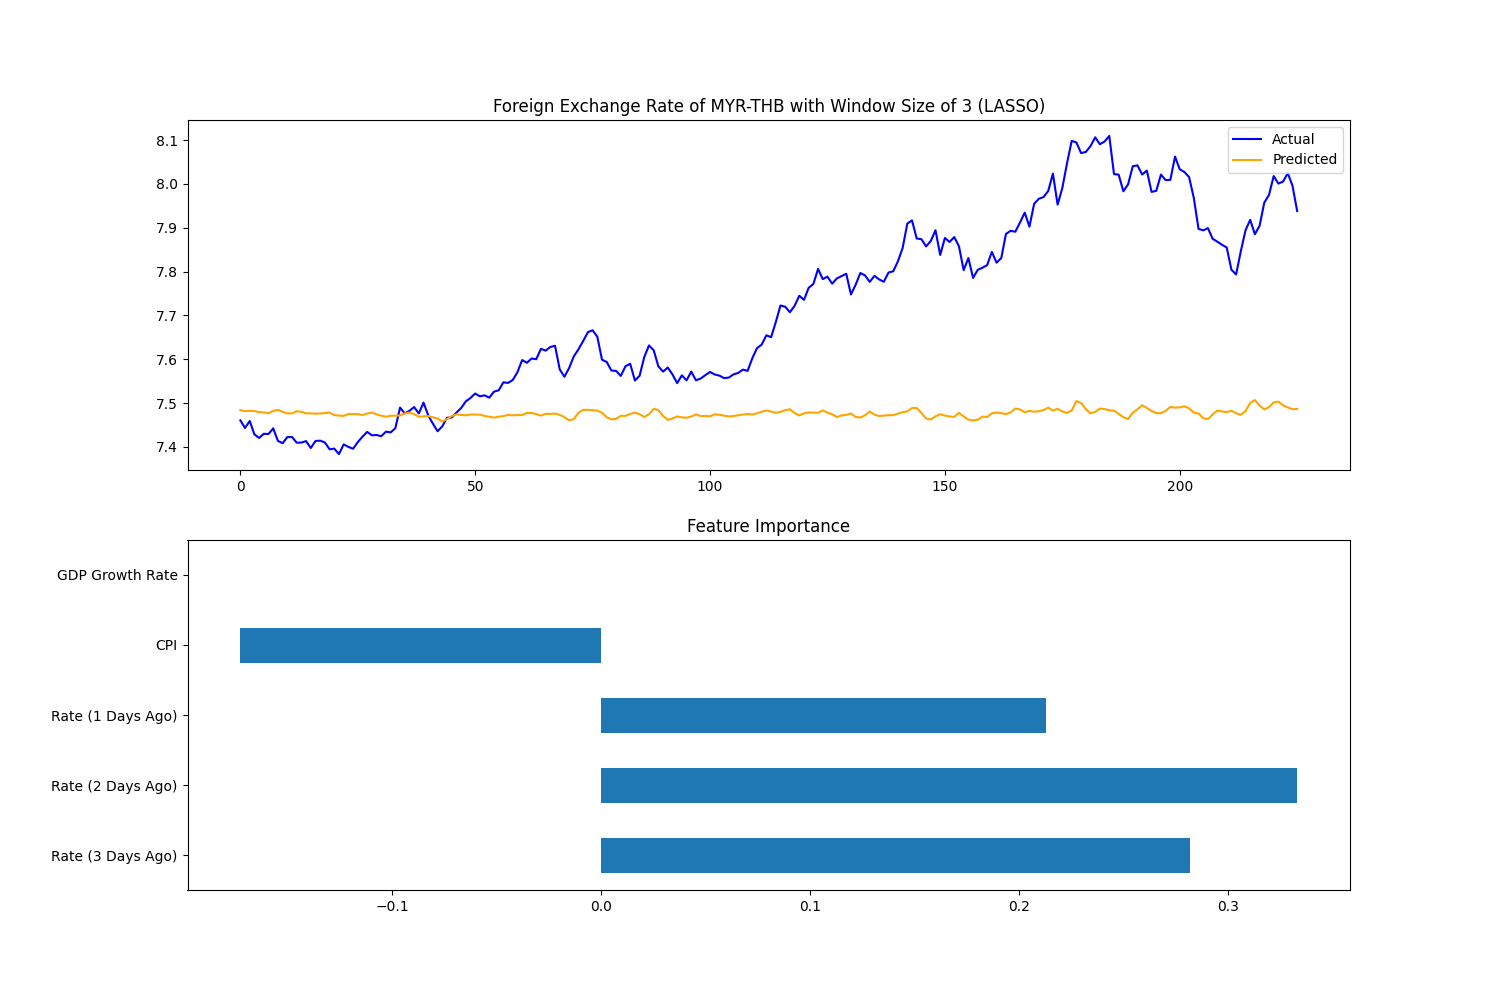 Foreign Exchange Rate of MYR-THB with Window Size of 3 (LASSO)
8.1
8.0
7.9
7.8
7.7
7.6
7.5
7.4
Actual
Predicted
0 50 100 150 200
Feature Importance
GDP Growth Rate
CPI
Rate (1 Days Ago)
Rate (2 Days Ago)
Rate (3 Days Ago)
−0.1 0.0 0.1 0.2 0.3